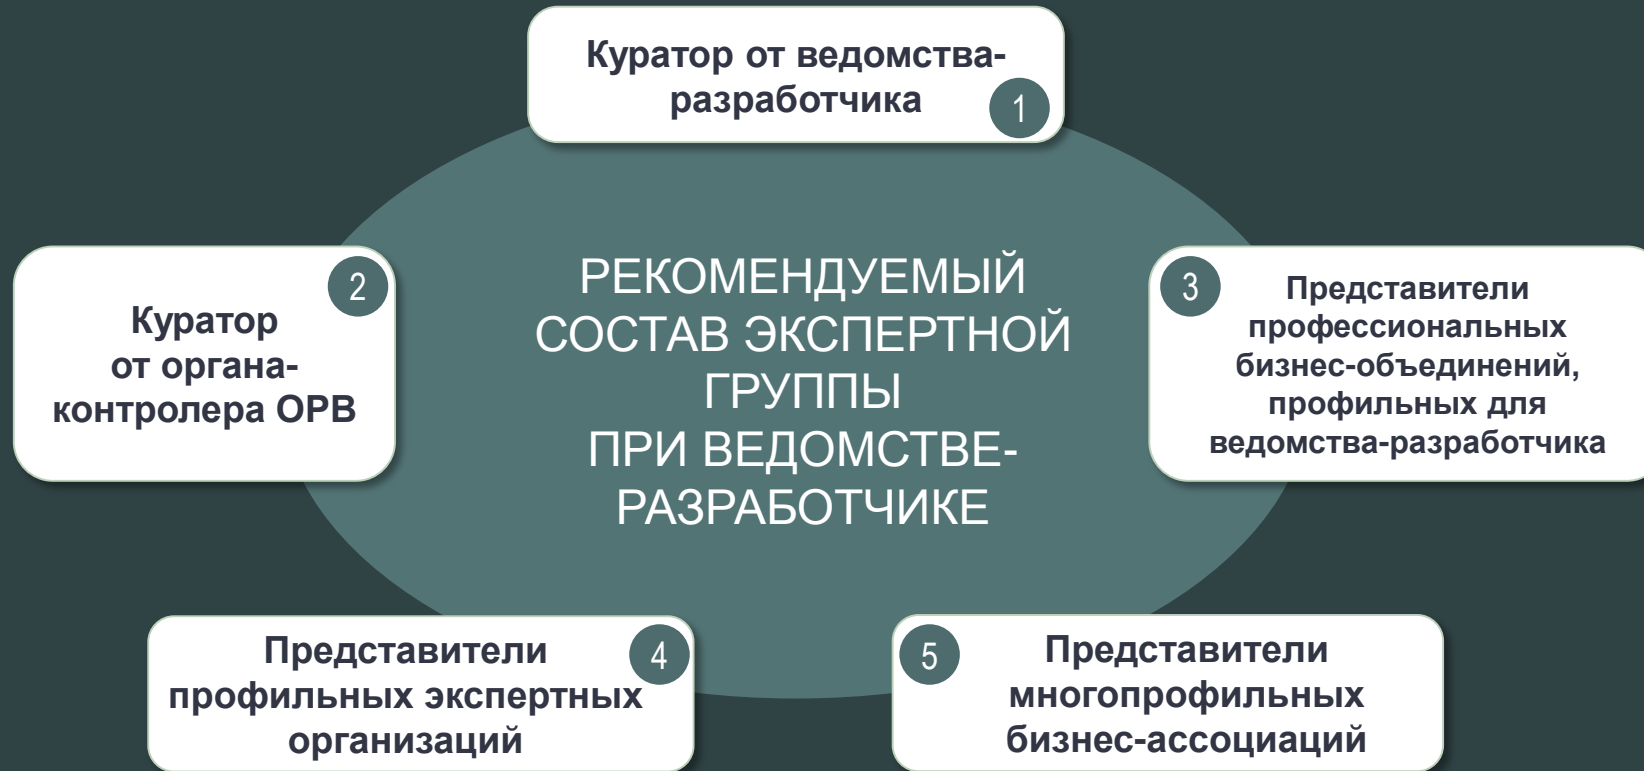 Куратор от ведомства-
разработчика
1
2
Куратор
от органа-
контролера ОРВ
РЕКОМЕНДУЕМЫЙ
СОСТАВ ЭКСПЕРТНОЙ
ГРУППЫ
ПРИ ВЕДОМСТВЕ-
РАЗРАБОТЧИКЕ
3
Представители
профессиональных
бизнес-объединений,
профильных для
ведомства-разработчика
4
Представители
профильных экспертных
организаций
5
Представители
многопрофильных
бизнес-ассоциаций